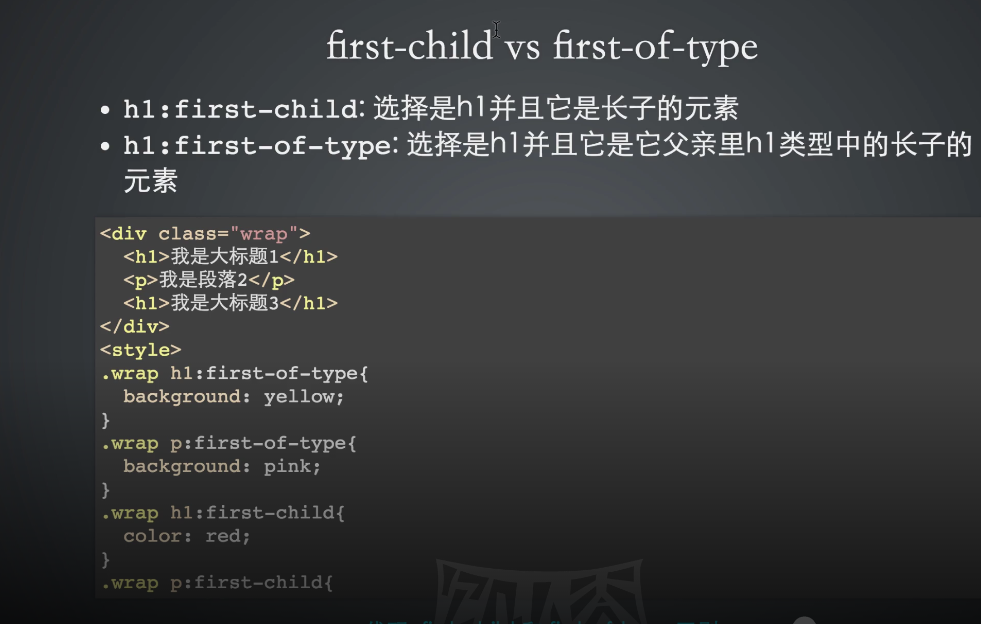 first-child vs first-of-type
• h1:first-child: 选择是h1并且它是长子的元素
• h1:first-of-type: 选择是h1并且它是它父亲里h1类型中的长子的
元素
<div class="wrap">
  <h1>我是大标题1</h1>
  <p>我是段落2</p>
  <h1>我是大标题3</h1>
</div>
<style>
.wrap h1:first-of-type{
  background: yellow;
}
.wrap p:first-of-type{
  background: pink;
}
.wrap h1:first-child{
  color: red;
}
.wrap p:first-child{